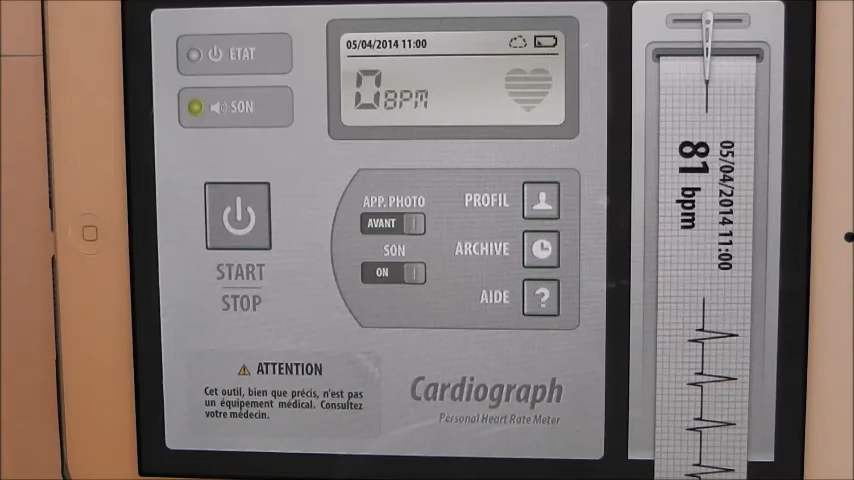 ETAT
SON
05/04/2014 11:00
0 BPM
START
STOP
APP. PHOTO
AVANT
SON
ON
PROFIL
ARCHIVE
AIDE
?
ATTENTION
Cet outil, bien que précis, n'est pas
un équipement médical. Consultez
votre médecin.
Cardiograph
Personal Heart Rate Meter
05/04/2014 11:00
81 bpm